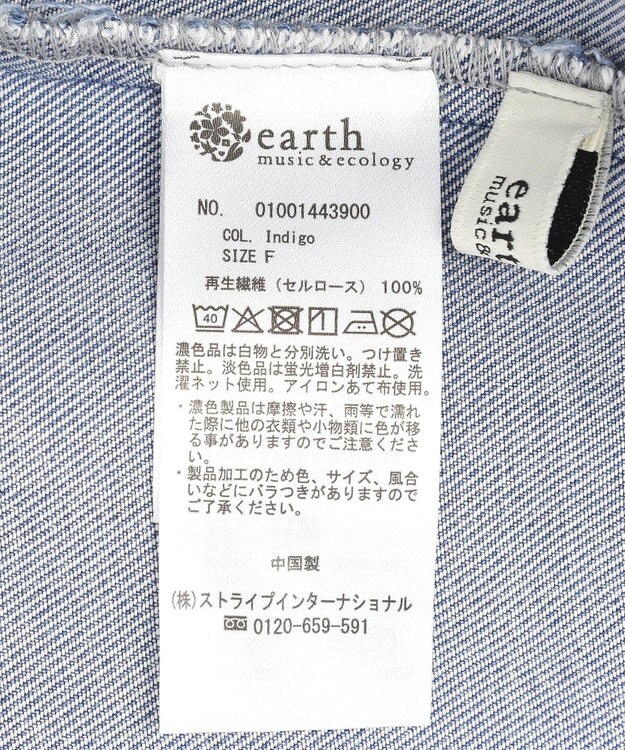 earth
music&ecology
NO. 01001443900
COL. Indigo
SIZE F
再生繊維（セルロース） 100%
40
濃色品は白物と分別洗い。つけ置き
禁止。淡色品は蛍光増白剤禁止。洗
濯ネット使用。アイロンあて布使用。
・濃色製品は摩擦や汗、雨等で濡れ
た際に他の衣類や小物類に色が移
る事がありますのでご注意くださ
い。
・製品加工のため色、サイズ、風合
いなどにバラつきがありますので
ご了承ください。
中国製
(株)ストライプインターナショナル
0120-659-591
ear
music&